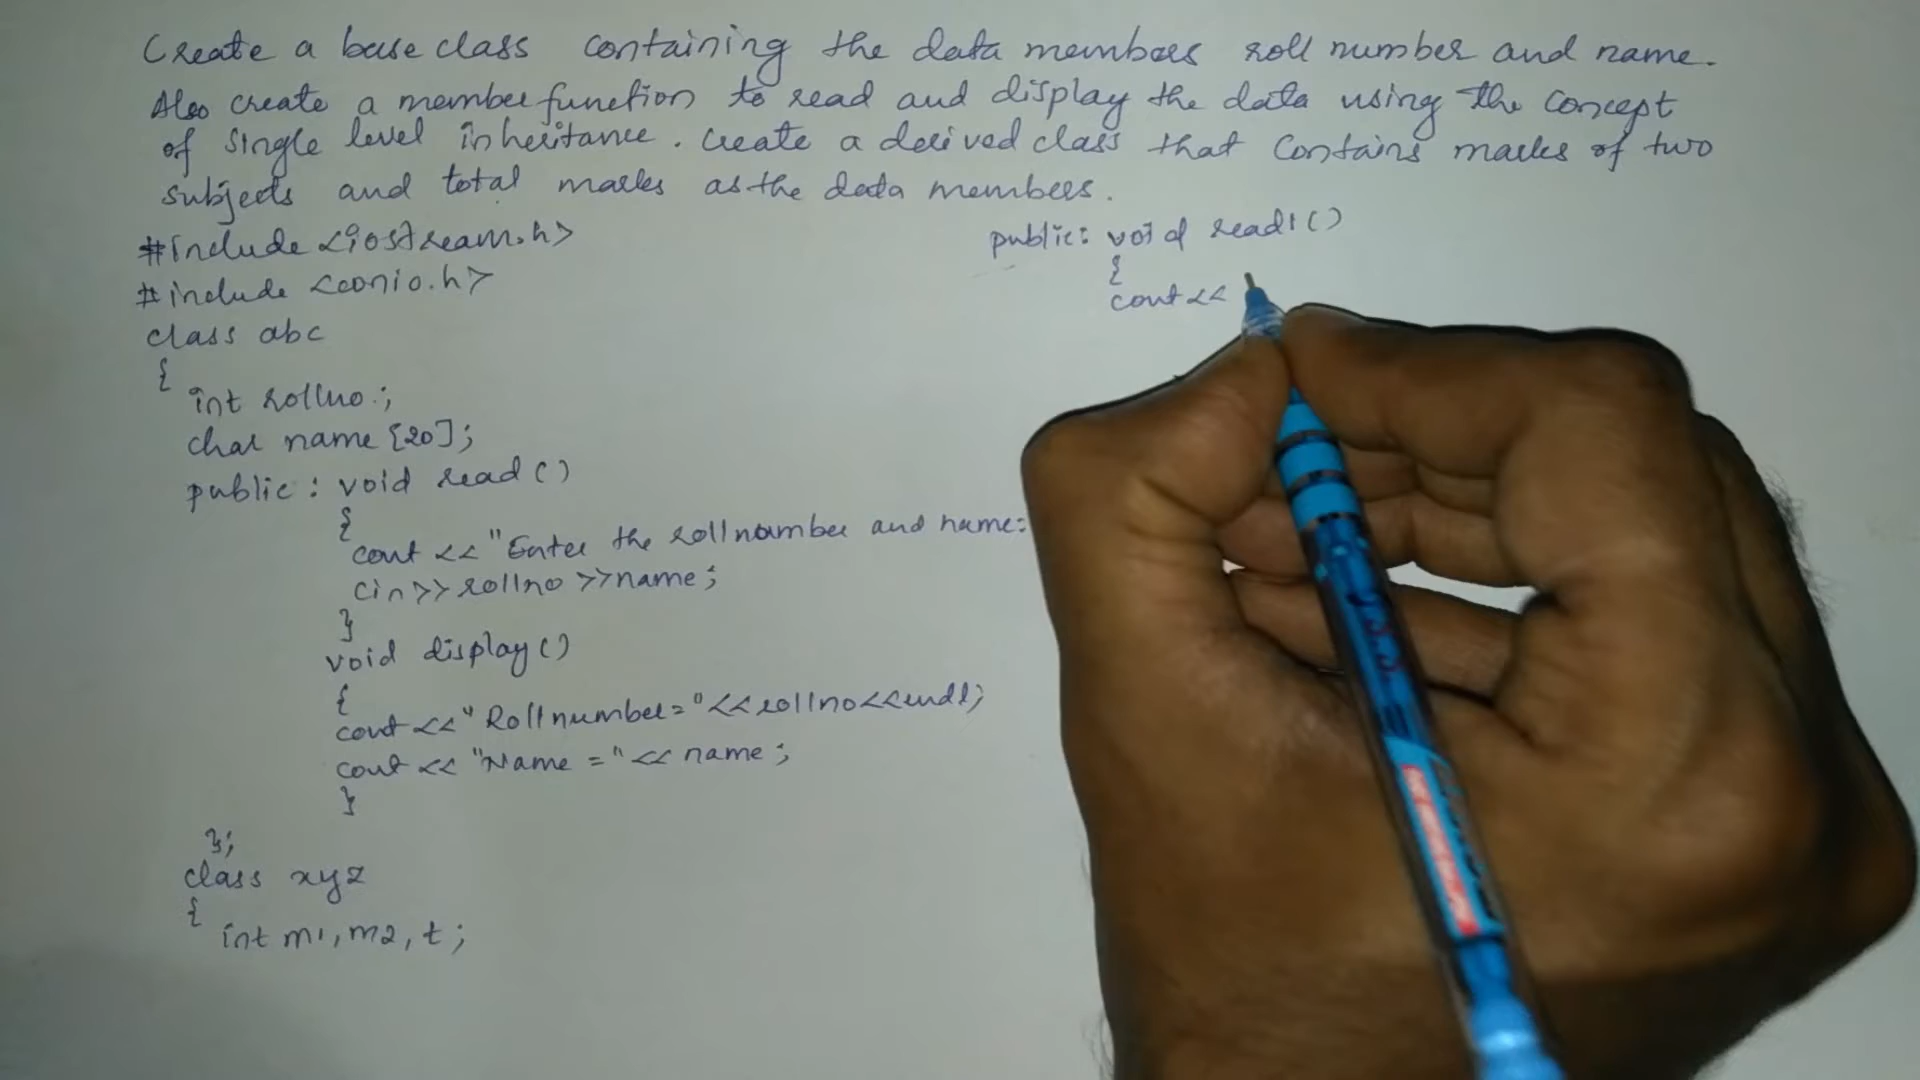 Create a base class containing the data members roll number and name.
Also create a member function to read and display the data using the concept
of single level inheritance. Create a derived class that contains marks of two
subjects and total marks as the data members.
#include <iostream.h>
#include <conio.h>
class abc
{
int rollno;
char name [20];
public : void read ()
{
cout << "Enter the rollnumber and name=
cin>>rollno >>name;
}
void display ()
{
cout <<" Rollnumber= "<<rollno<<endl;
cout << "Name = "<< name ;
}
};
class xyz
{
int m1, m2, t ;
public: void read1 ()
{
cout <<